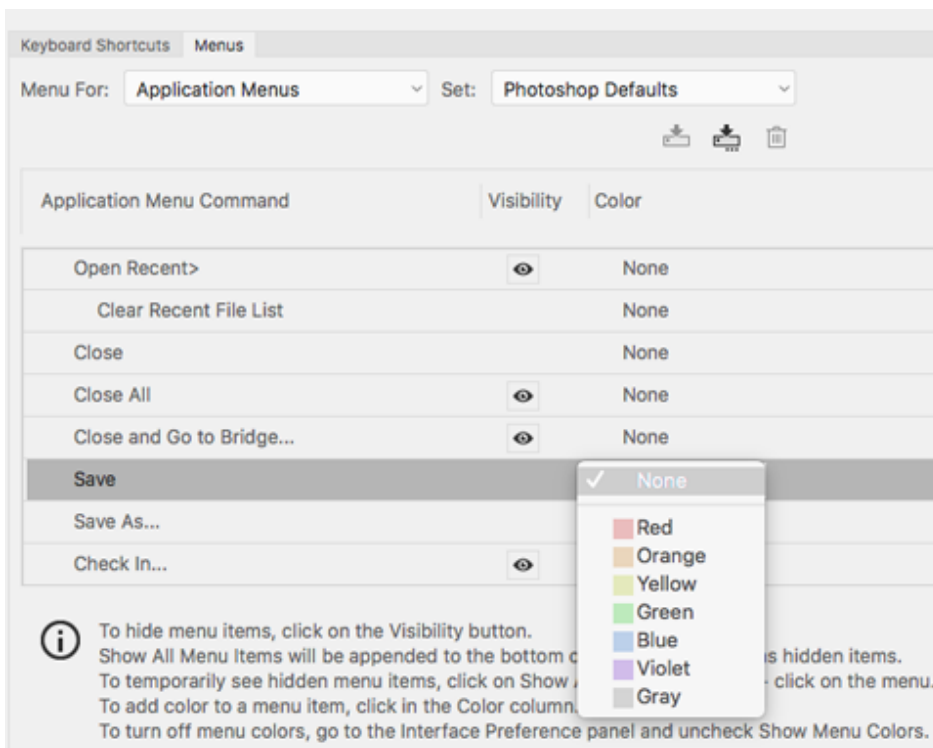 Keyboard Shortcuts Menus
Menu For: Application Menus Set: Photoshop Defaults
Application Menu Command Visibility Color
Open Recent> None
Clear Recent File List None
Close None
Close All None
Close and Go to Bridge... None
Save None
Save As...
Red
Orange
Check In...
Yellow
Green
Blue
Violet
Gray
To hide menu items, click on the Visibility button.
Show All Menu Items will be appended to the bottom hidden items.
To temporarily see hidden menu items, click on Show - click on the menu.
To add color to a menu item, click in the Color column.
To turn off menu colors, go to the Interface Preference panel and uncheck Show Menu Colors.